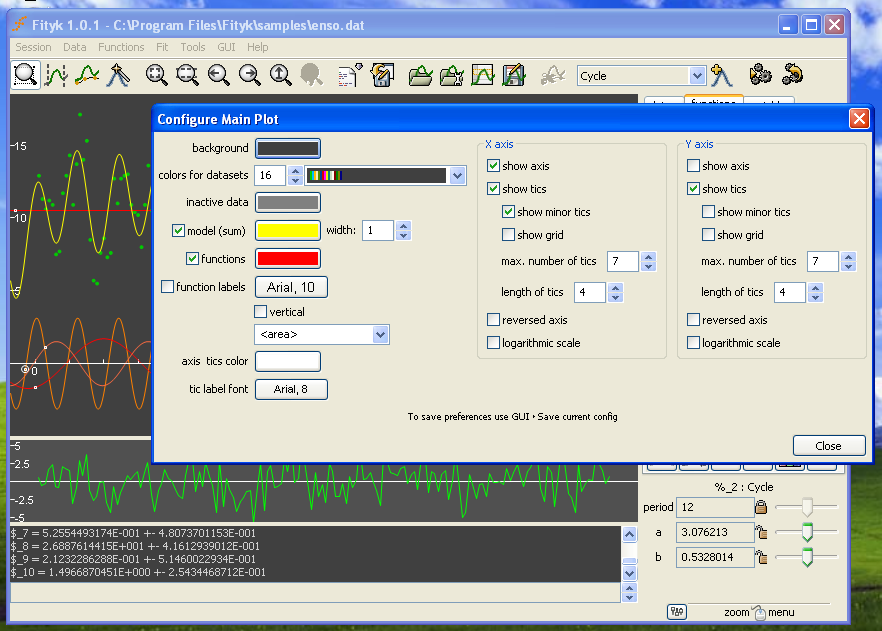 Fityk 1.0.1 - C:\Program Files\Fityk\samples\enso.dat
Session Data Functions Fit Tools GUI Help
Cycle
functions
Configure Main Plot
background
colors for datasets 16
inactive data
model (sum) width: 1
functions
function labels Arial, 10
vertical
<area>
axis tics color
tic label font Arial, 8
X axis
show axis
show tics
show minor tics
show grid
max. number of tics 7
length of tics 4
reversed axis
logarithmic scale
Y axis
show axis
show tics
show minor tics
show grid
max. number of tics 7
length of tics 4
reversed axis
logarithmic scale
To save preferences use GUI • Save current config
Close
15
10
5
0
5
2.5
-2.5
-5
$_7 = 5.2554493174E-001 +- 4.8073701153E-001
$_8 = 2.6887614415E+001 +- 4.1612939012E-001
$_9 = 2.1232286288E-001 +- 5.1460022934E-001
$_10 = 1.4966870451E+000 +- 2.5434468712E-001
%_2 : Cycle
period 12
a 3.076213
b 0.5328014
zoom menu